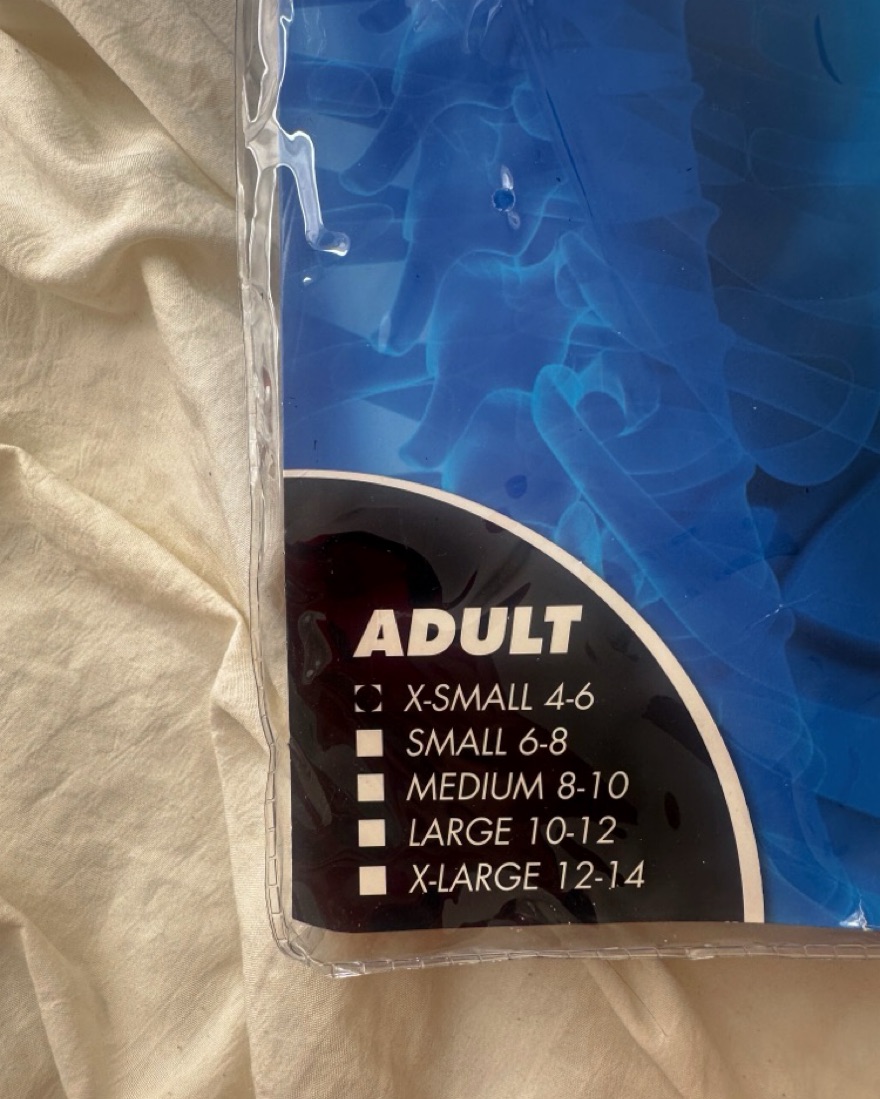 ADULT
X-SMALL 4-6
SMALL 6-8
MEDIUM 8-10
LARGE 10-12
X-LARGE 12-14